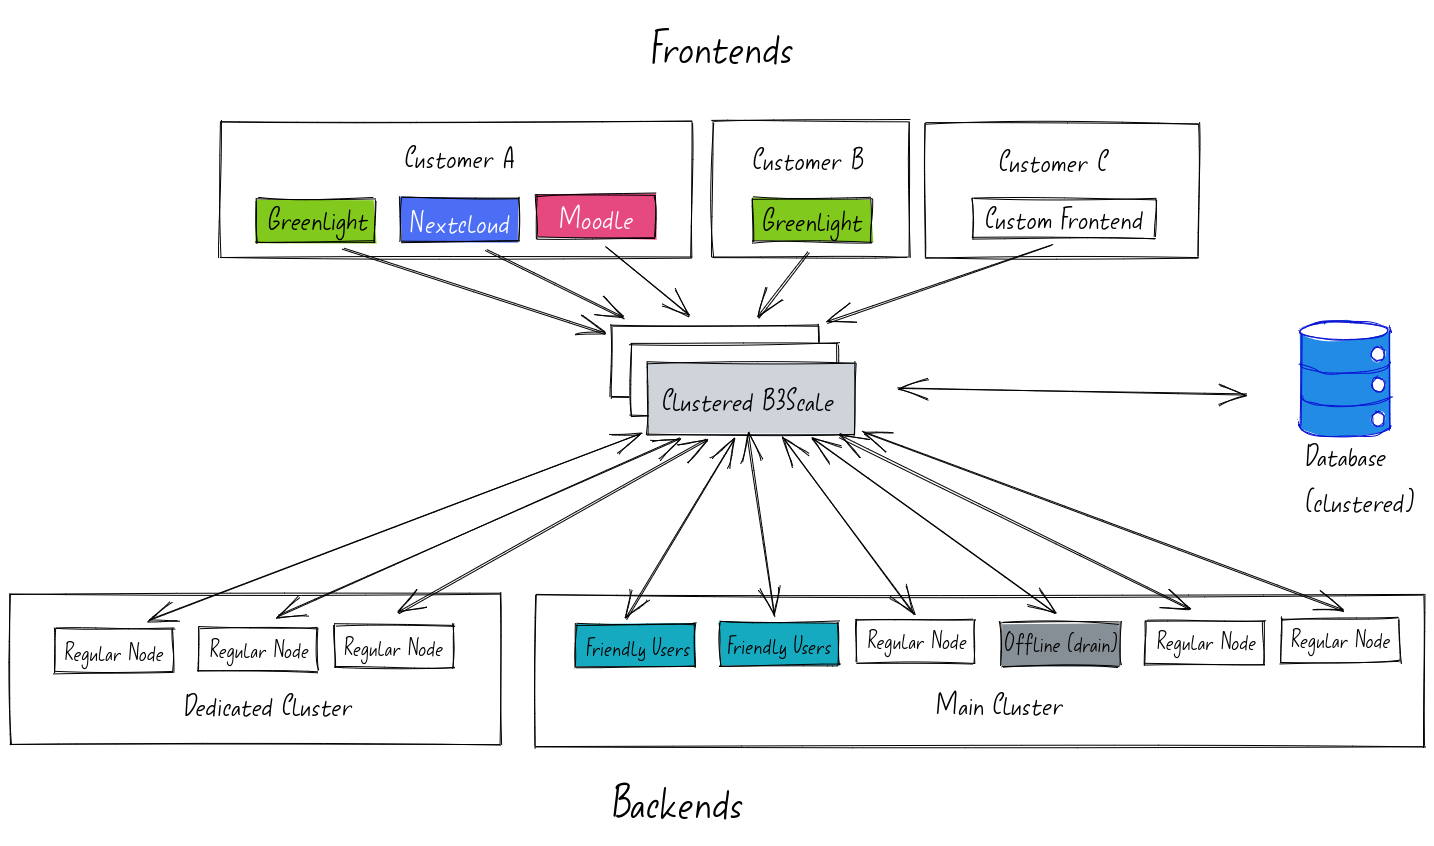 Frontends
Customer A
Greenlight
Nextcloud
Moodle
Customer B
Greenlight
Customer C
Custom Frontend
Clustered B3Scale
Database
(clustered)
Regular Node
Regular Node
Regular Node
Dedicated Cluster
Friendly Users
Friendly Users
Regular Node
Offline (drain)
Regular Node
Regular Node
Main Cluster
Backends